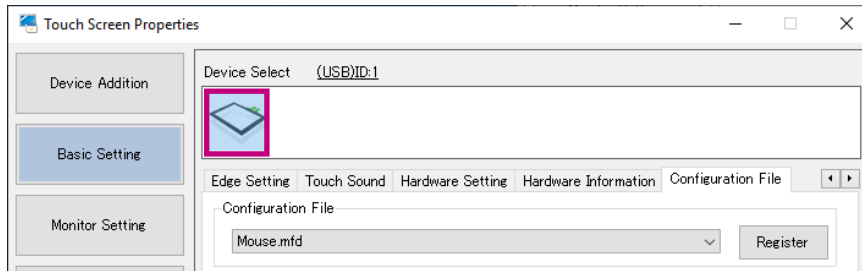 Touch Screen Properties
Device Addition
Basic Setting
Monitor Setting
Device Select (USB)ID:1
Edge Setting Touch Sound Hardware Setting Hardware Information Configuration File
Configuration File
Mouse.mfd
Register